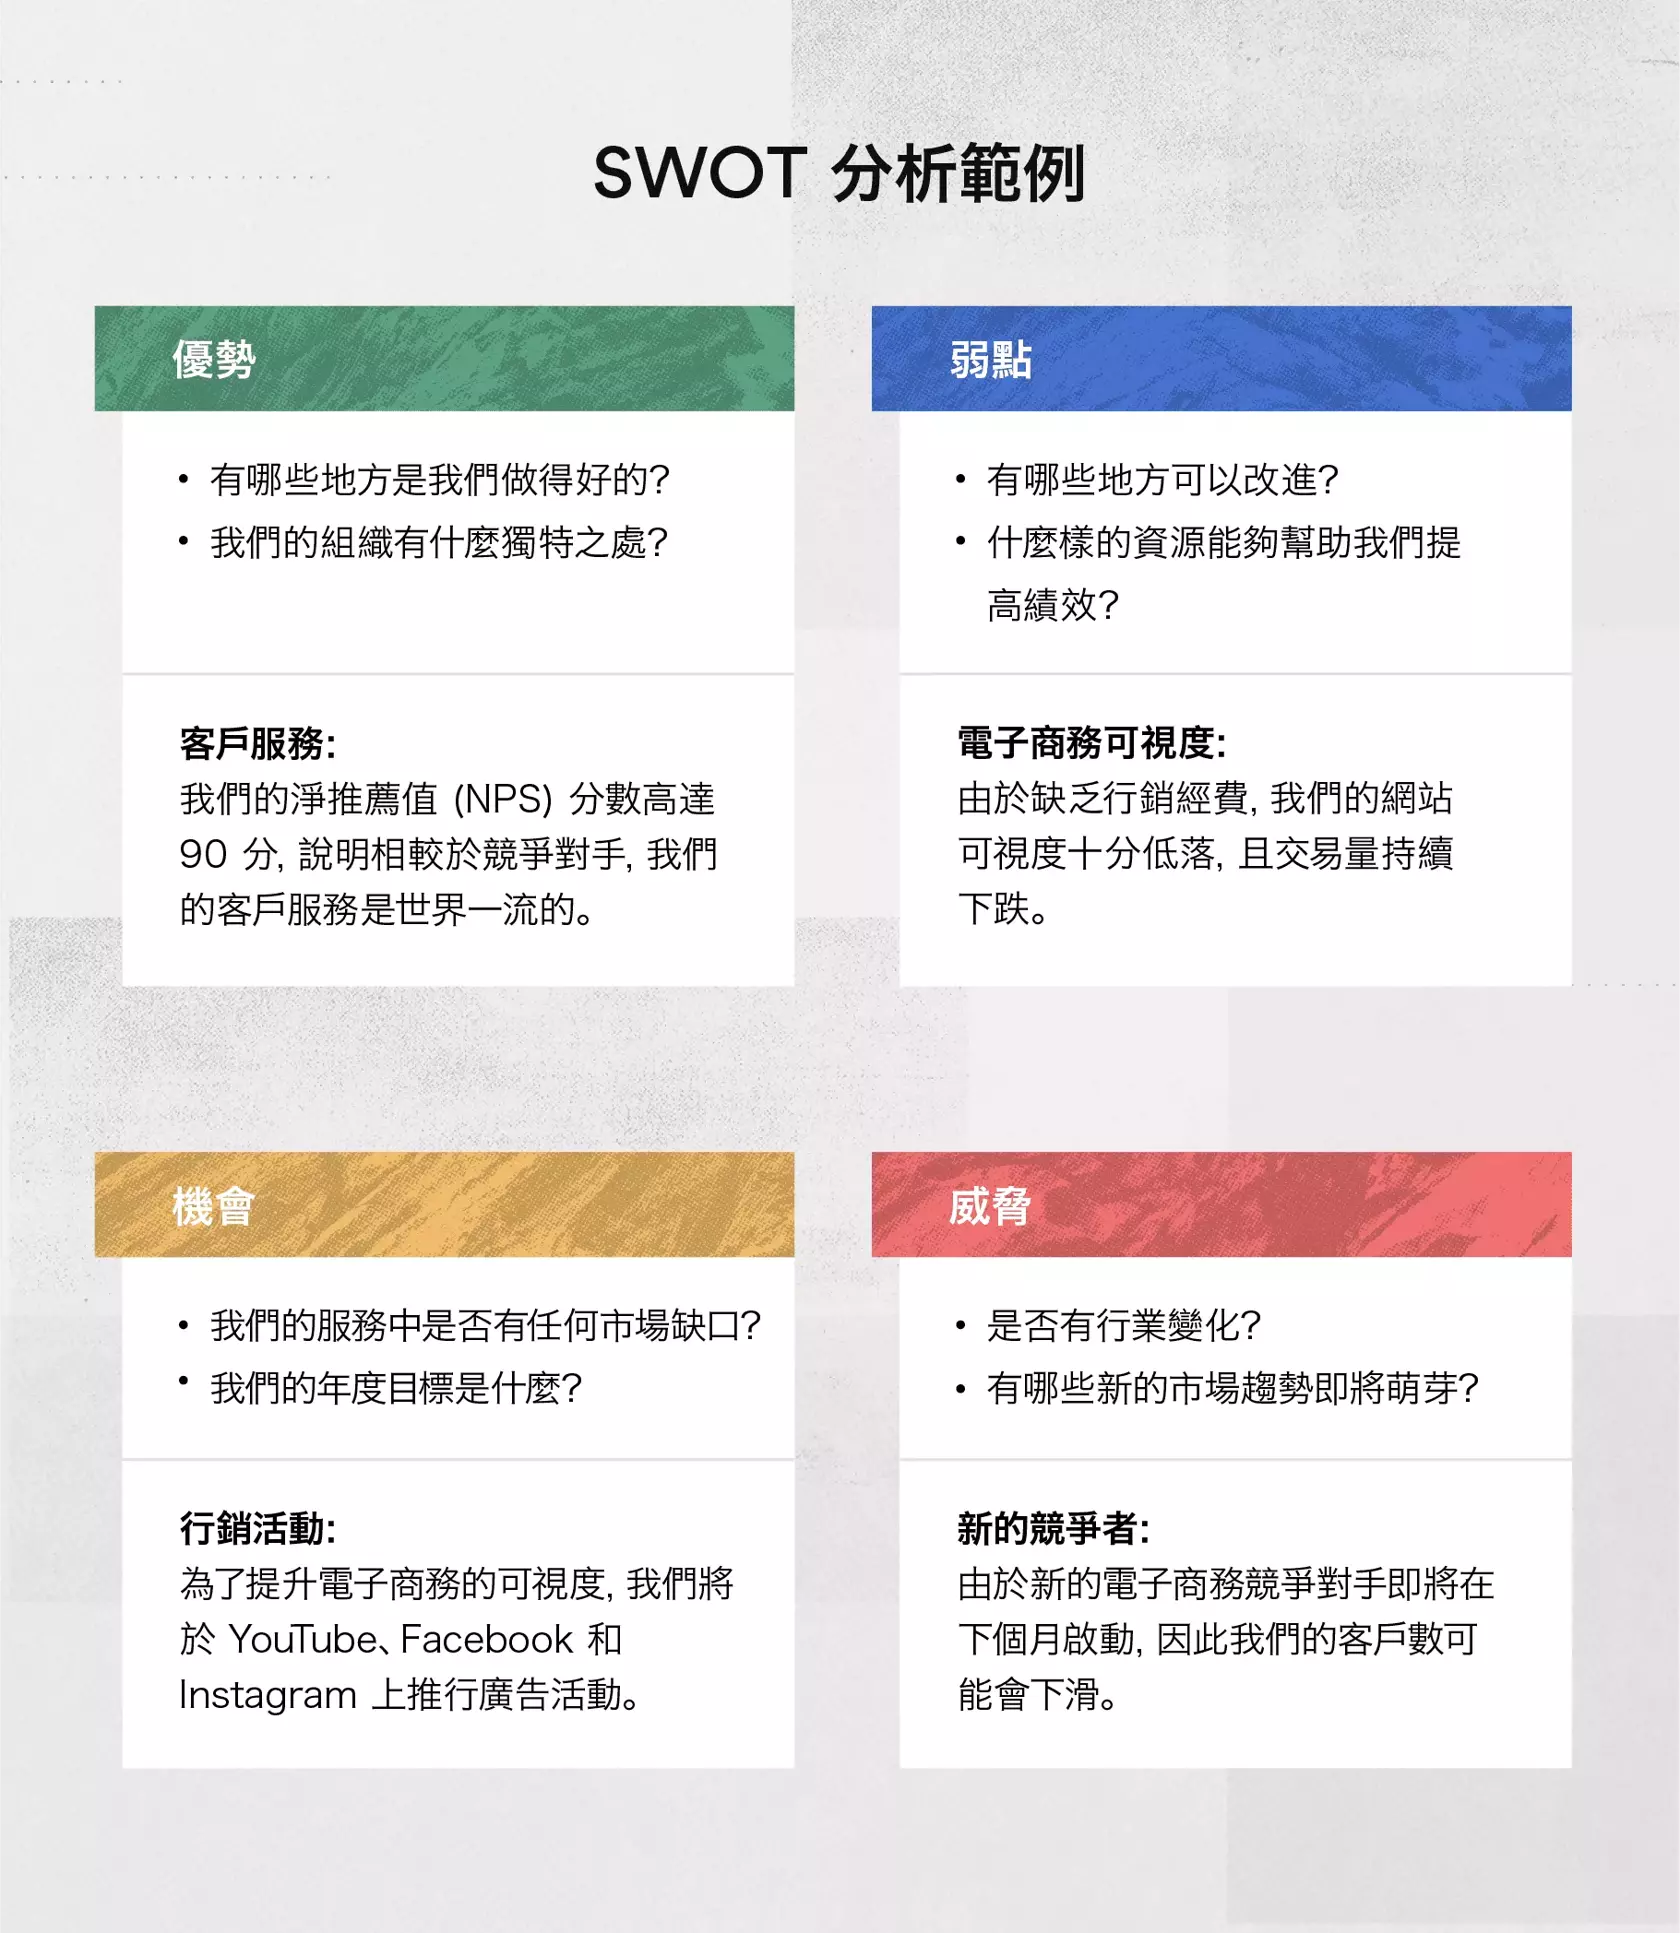 SWOT 分析範例
優勢
• 有哪些地方是我們做得好的?
• 我們的組織有什麼獨特之處?
客戶服務:
我們的淨推薦值 (NPS) 分數高達
90 分, 說明相較於競爭對手, 我們
的客戶服務是世界一流的。
弱點
• 有哪些地方可以改進?
• 什麼樣的資源能夠幫助我們提
高績效?
電子商務可視度:
由於缺乏行銷經費, 我們的網站
可視度十分低落, 且交易量持續
下跌。
機會
• 我們的服務中是否有任何市場缺口?
• 我們的年度目標是什麼?
行銷活動:
為了提升電子商務的可視度, 我們將
於 YouTube、Facebook 和
Instagram 上推行廣告活動。
威脅
• 是否有行業變化?
• 有哪些新的市場趨勢即將萌芽?
新的競爭者:
由於新的電子商務競爭對手即將在
下個月啟動, 因此我們的客戶數可
能會下滑。